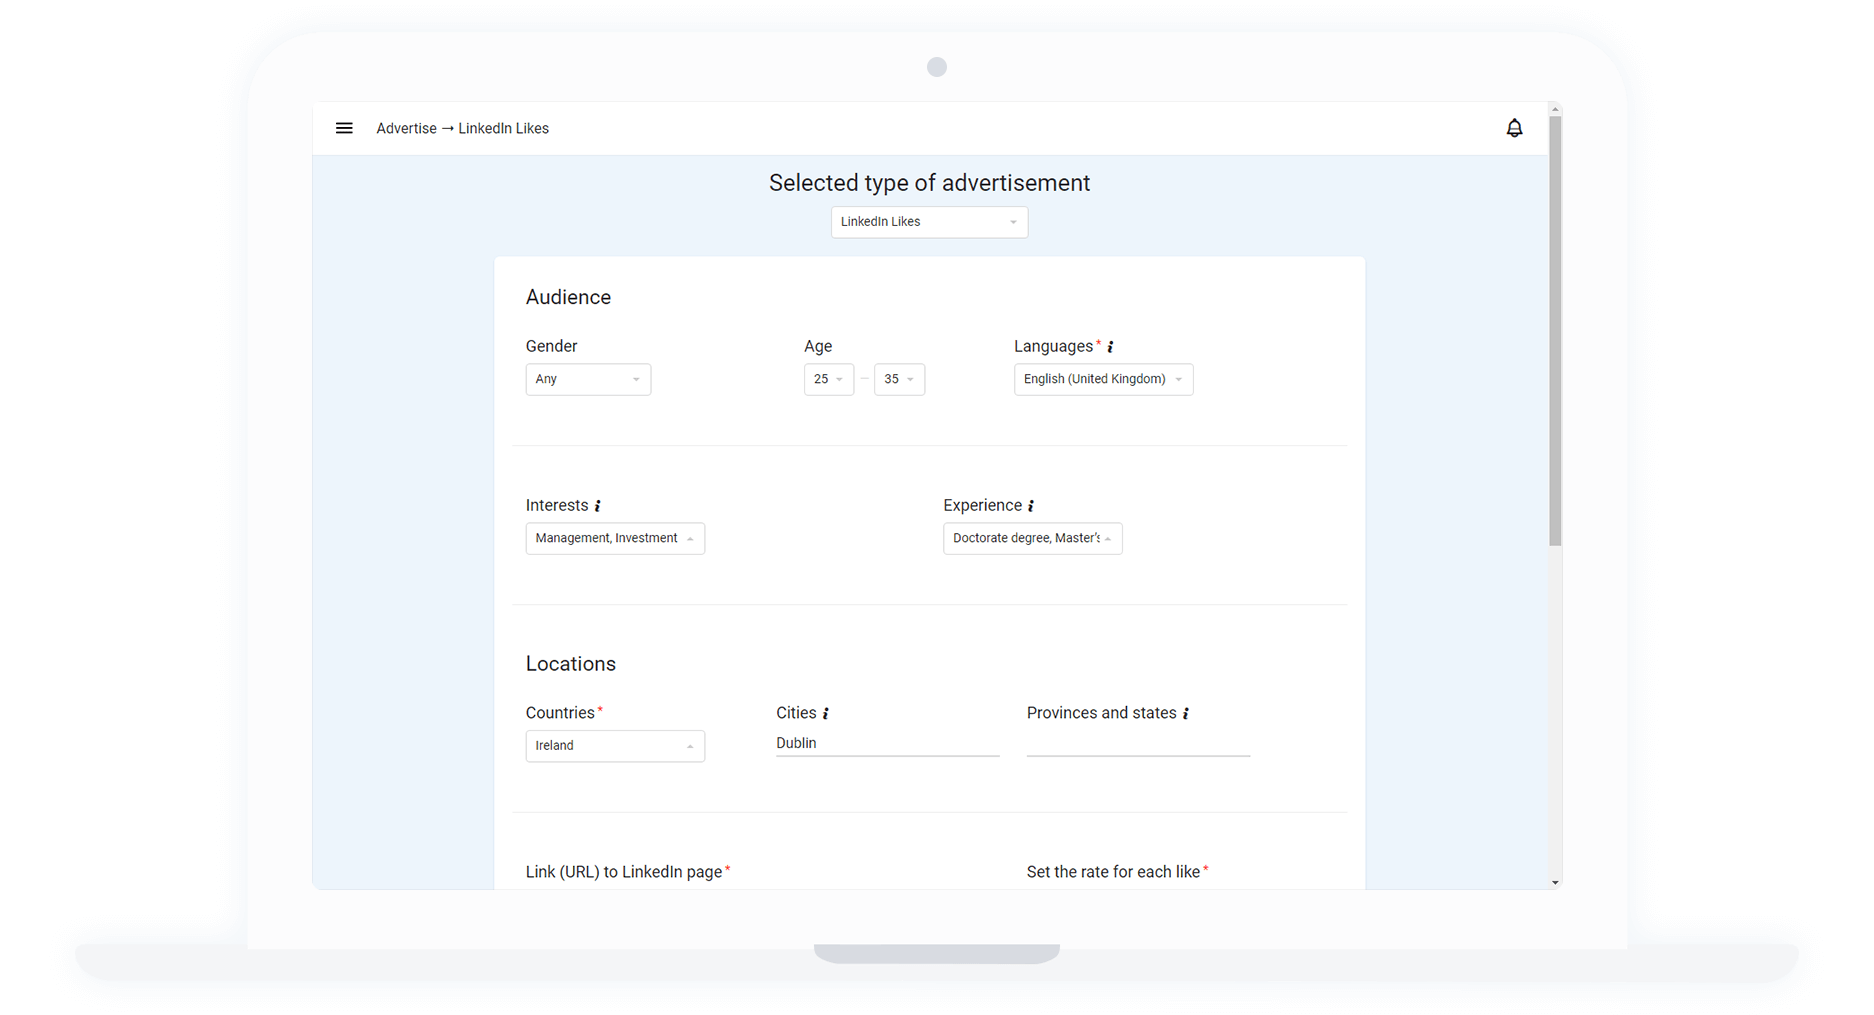 Advertise → LinkedIn Likes
Selected type of advertisement
LinkedIn Likes
Audience
Gender
Age
Languages* i
Any
25 – 35
English (United Kingdom)
Interests i
Experience i
Management, Investment
Doctorate degree, Master's
Locations
Countries*
Cities i
Provinces and states i
Ireland
Dublin
Link (URL) to LinkedIn page*
Set the rate for each like*